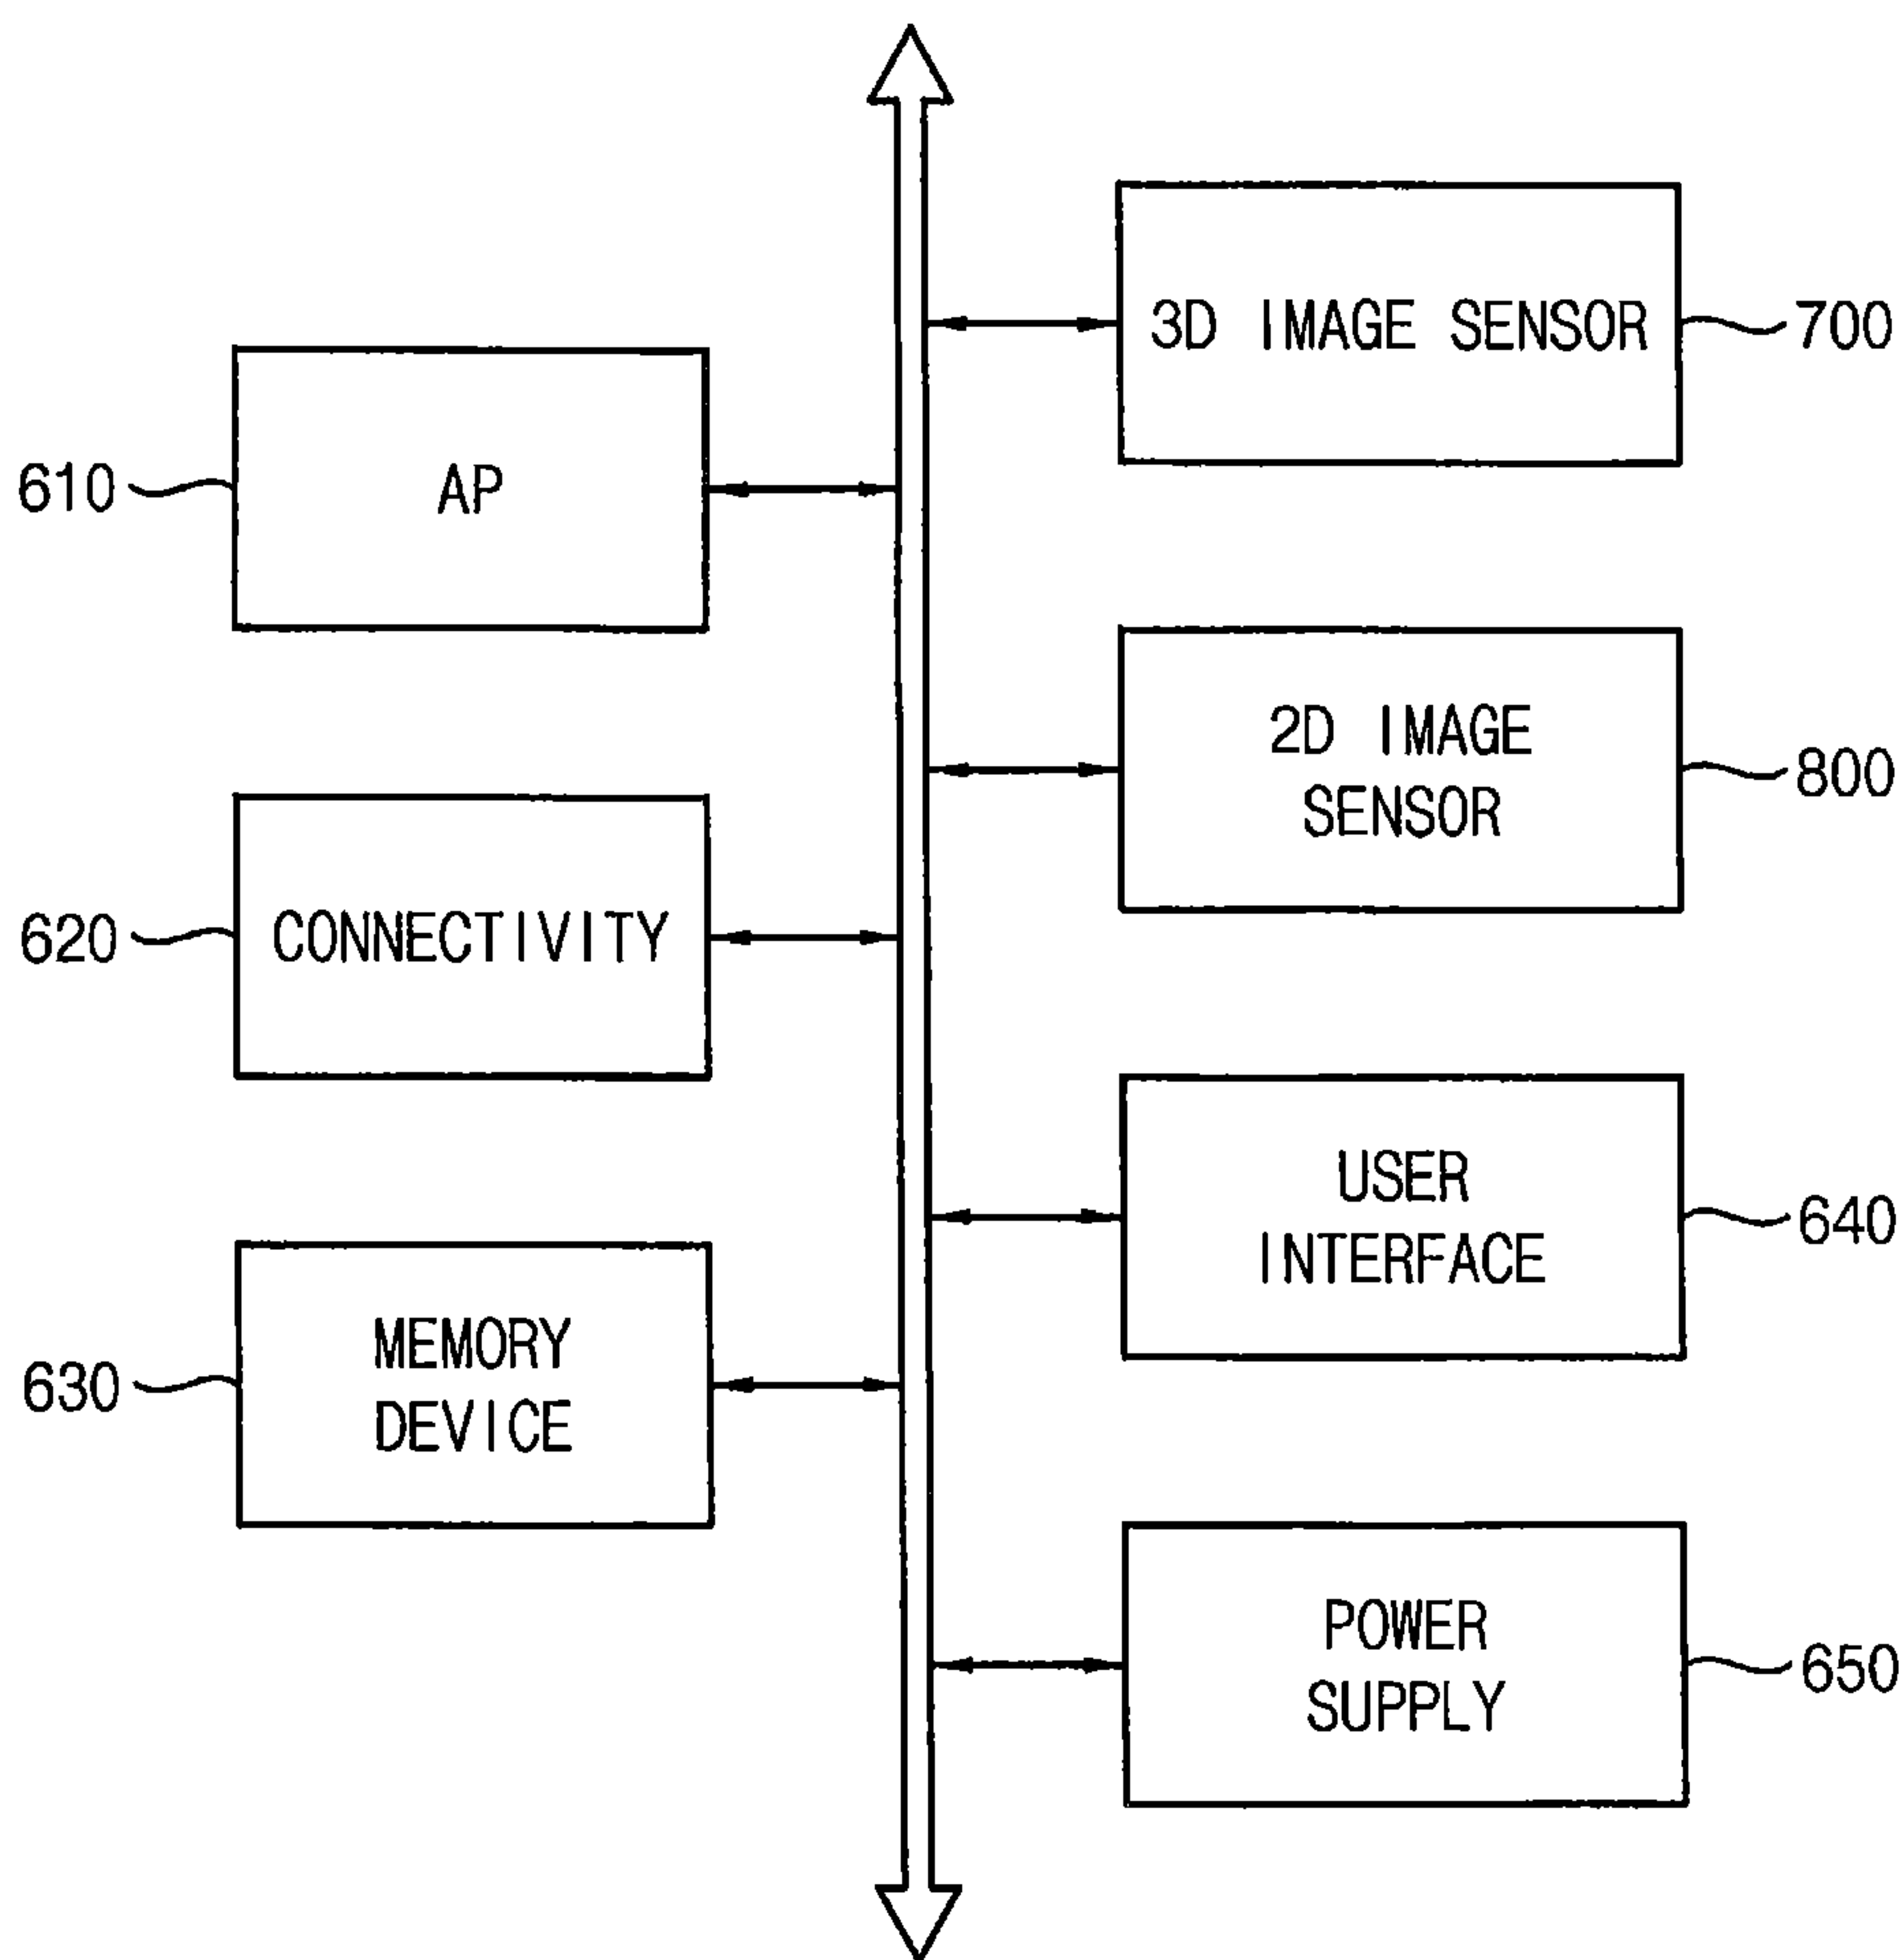 3D IMAGE SENSOR
700
610
AP
2D IMAGE
SENSOR
800
620
CONNECTIVITY
USER
INTERFACE
640
630
MEMORY
DEVICE
POWER
SUPPLY
650